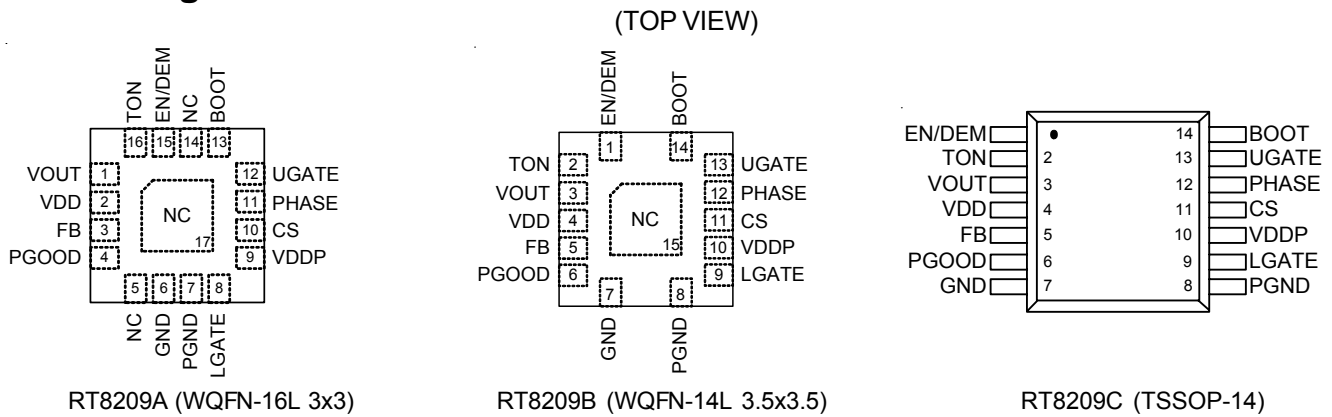 (TOP VIEW)
TON
EN/DEM
NC
BOOT
16 15 14 13
VOUT 1
VDD 2
FB 3
PGOOD 4
12 UGATE
11 PHASE
10 CS
9 VDDP
NC
17
5 6 7 8
NC
GND
PGND
LGATE
RT8209A (WQFN-16L 3x3)
EN/DEM
BOOT
1 14
TON 2
VOUT 3
VDD 4
FB 5
PGOOD 6
13 UGATE
12 PHASE
11 CS
10 VDDP
9 LGATE
NC
15
7 8
GND
PGND
RT8209B (WQFN-14L 3.5x3.5)
EN/DEM
TON 2
VOUT 3
VDD 4
FB 5
PGOOD 6
GND 7
14 BOOT
13 UGATE
12 PHASE
11 CS
10 VDDP
9 LGATE
8 PGND
RT8209C (TSSOP-14)